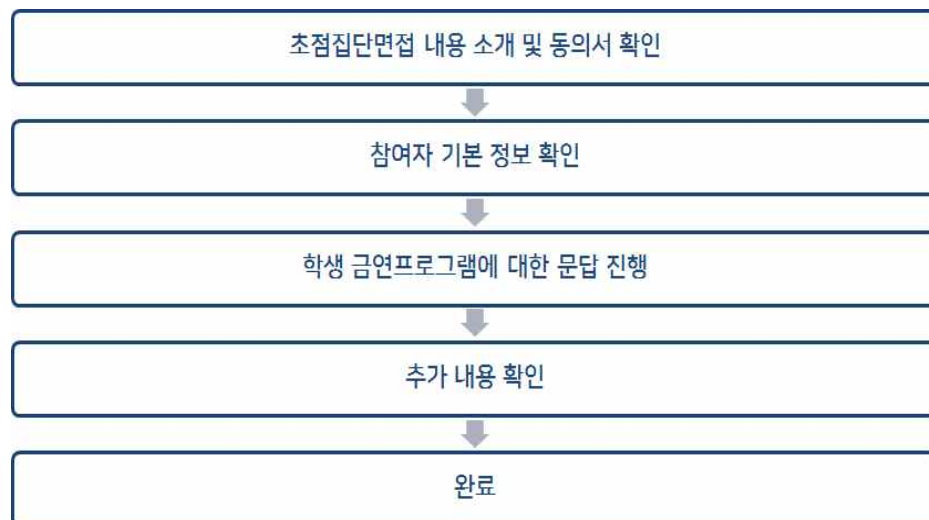 초점집단면접 내용 소개 및 동의서 확인
참여자 기본 정보 확인
학생 금연프로그램에 대한 문답 진행
추가 내용 확인
완료